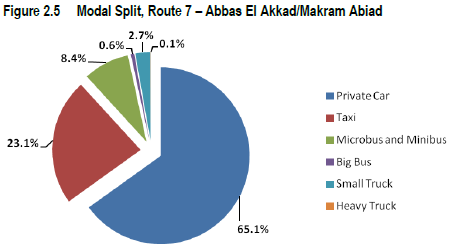 Figure 2.5 Modal Split, Route 7 – Abbas El Akkad/Makram Abiad
2.7%
0.6%
0.1%
8.4%
23.1%
65.1%
Private Car
Taxi
Microbus and Minibus
Big Bus
Small Truck
Heavy Truck